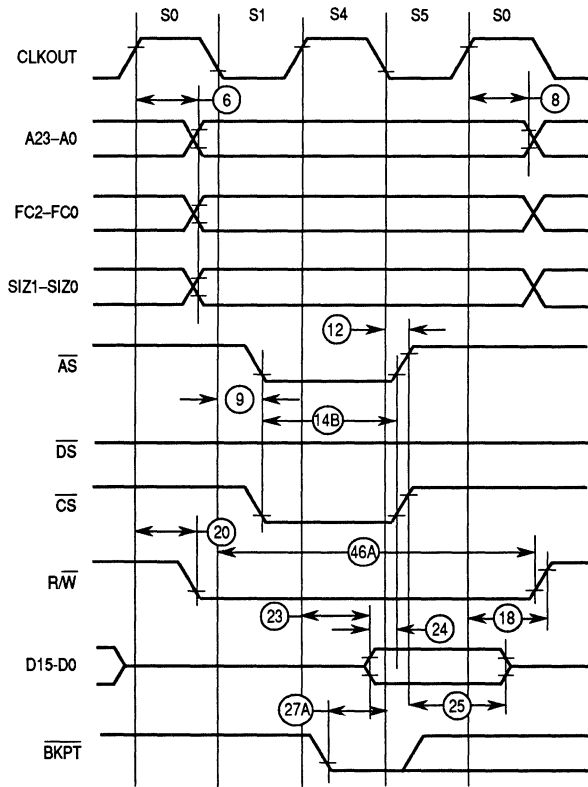 S0 S1 S4 S5 S0
CLKOUT
6 8
A23–A0
FC2–FC0
SIZ1–SIZ0
12
AS
9
14B
DS
CS
20
46A
R/W
23 18
24
D15-D0
27A 25
BKPT